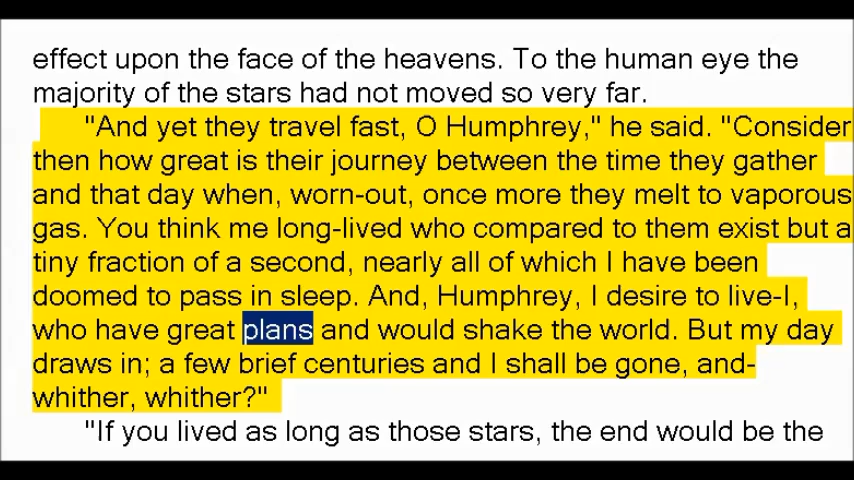 effect upon the face of the heavens. To the human eye the
majority of the stars had not moved so very far.
"And yet they travel fast, O Humphrey," he said. "Consider
then how great is their journey between the time they gather
and that day when, worn-out, once more they melt to vaporous
gas. You think me long-lived who compared to them exist but a
tiny fraction of a second, nearly all of which I have been
doomed to pass in sleep. And, Humphrey, I desire to live-I,
who have great plans and would shake the world. But my day
draws in; a few brief centuries and I shall be gone, and-
whither, whither?"
"If you lived as long as those stars, the end would be the